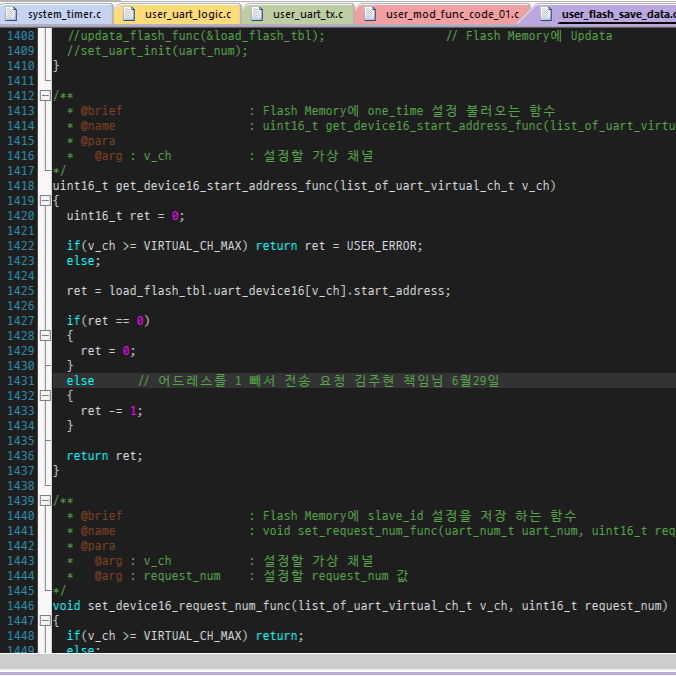 system_timer.c user_uart_logic.c user_uart_tx.c user_mod_func_code_01.c user_flash_save_data.c
1408 //updata_flash_func(&load_flash_tbl); // Flash Memory에 Updata
1409 //set_uart_init(uart_num);
1410 }
1411
1412 /**
1413 * @brief : Flash Memory에 one_time 설정 불러오는 함수
1414 * @name : uint16_t get_device16_start_address_func(list_of_uart_virtu
1415 * @para
1416 * @arg : v_ch : 설정할 가상 채널
1417 */
1418 uint16_t get_device16_start_address_func(list_of_uart_virtual_ch_t v_ch)
1419 {
1420 uint16_t ret = 0;
1421
1422 if(v_ch >= VIRTUAL_CH_MAX) return ret = USER_ERROR;
1423 else;
1424
1425 ret = load_flash_tbl.uart_device16[v_ch].start_address;
1426
1427 if(ret == 0)
1428 {
1429 ret = 0;
1430 }
1431 else // 어드레스를 1 빼서 전송 요청 김주현 책임님 6월29일
1432 {
1433 ret -= 1;
1434 }
1435
1436 return ret;
1437 }
1438
1439 /**
1440 * @brief : Flash Memory에 slave_id 설정을 저장 하는 함수
1441 * @name : void set_request_num_func(uart_num_t uart_num, uint16_t req
1442 * @para
1443 * @arg : v_ch : 설정할 가상 채널
1444 * @arg : request_num : 설정할 request_num 값
1445 */
1446 void set_device16_request_num_func(list_of_uart_virtual_ch_t v_ch, uint16_t request_num)
1447 {
1448 if(v_ch >= VIRTUAL_CH_MAX) return;
1449 else;